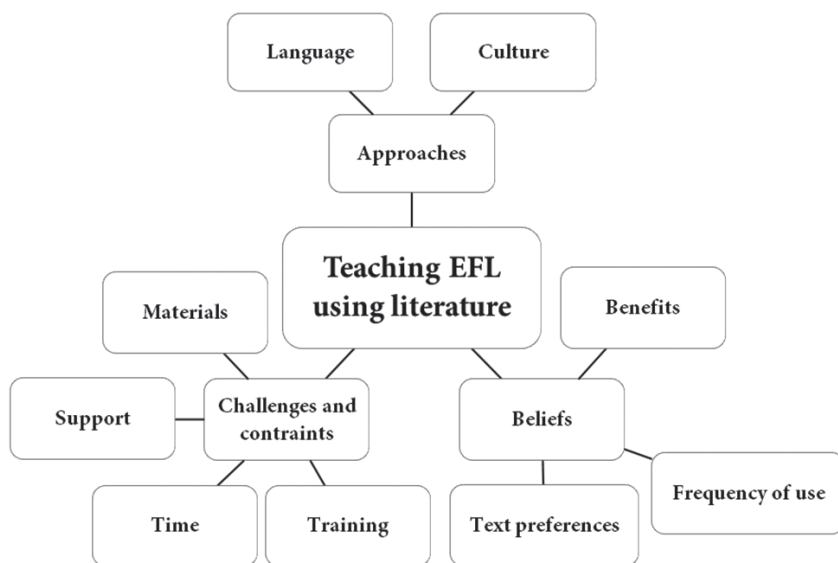 Language
Culture
Approaches
Teaching EFL
using literature
Materials
Benefits
Support
Challenges and
contraints
Beliefs
Time
Training
Text preferences
Frequency of use